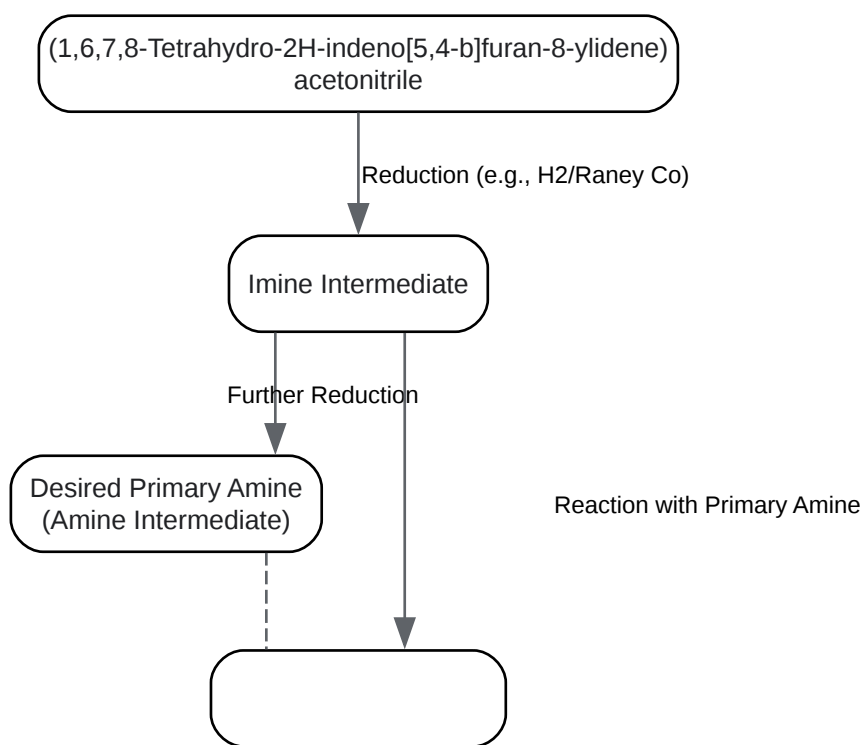 (1,6,7,8-Tetrahydro-2H-indeno[5,4-b]furan-8-ylidene)
acetonitrile
Reduction (e.g., H2/Raney Co)
Imine Intermediate
Further Reduction
Desired Primary Amine
(Amine Intermediate)
Reaction with Primary Amine